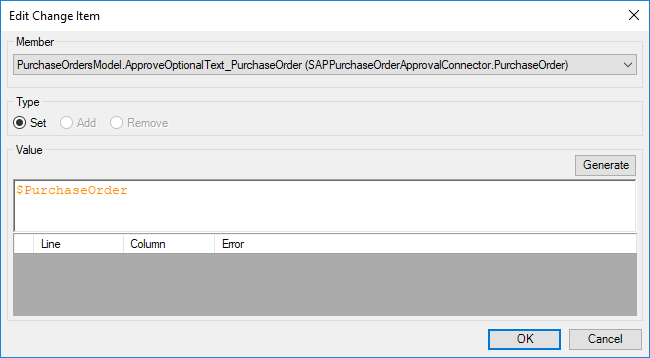 Edit Change Item
Member
PurchaseOrdersModel.ApproveOptionalText_PurchaseOrder (SAPPurchaseOrderApprovalConnector.PurchaseOrder)
Type
Set Add Remove
Value
Generate
$PurchaseOrder
Line Column Error
OK Cancel